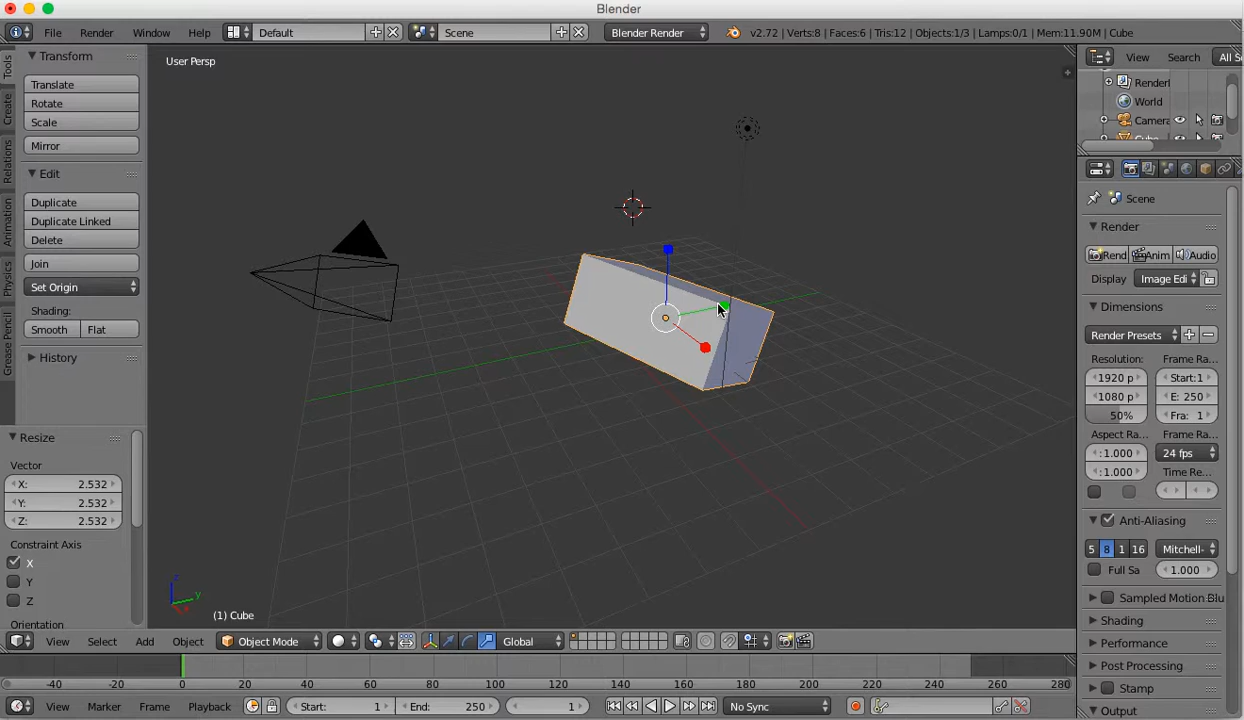 Blender
File Render Window Help Default Scene Blender Render v2.72 | Verts:8 | Faces:6 | Tris:12 | Objects:1/3 | Lamps:0/1 | Mem:11.90M | Cube
Tools
Create
Relations
Animation
Physics
Grease Pencil
Transform
Translate
Rotate
Scale
Mirror
Edit
Duplicate
Duplicate Linked
Delete
Join
Set Origin
Shading:
Smooth Flat
History
Resize
Vector
X: 2.532
Y: 2.532
Z: 2.532
Constraint Axis
X
Y
Z
Orientation
User Persp
z
y
(1) Cube
View Select Add Object Object Mode Global
View Search All S
RenderL
World
Camera
Cube
Scene
Render
Rend Anim Audio
Display Image Edi
Dimensions
Render Presets
Resolution: Frame Ra...
1920 p Start:1
1080 p E: 250
50% Fra: 1
Aspect Ra... Frame Ra...
:1.000 24 fps
:1.000 Time Re...
Anti-Aliasing
5 8 1 16 Mitchell-
Full Sa 1.000
Sampled Motion Blu
Shading
Performance
Post Processing
Stamp
Output
-40 -20 0 20 40 60 80 100 120 140 160 180 200 220 240 260 280
View Marker Frame Playback Start: 1 End: 250 1 No Sync